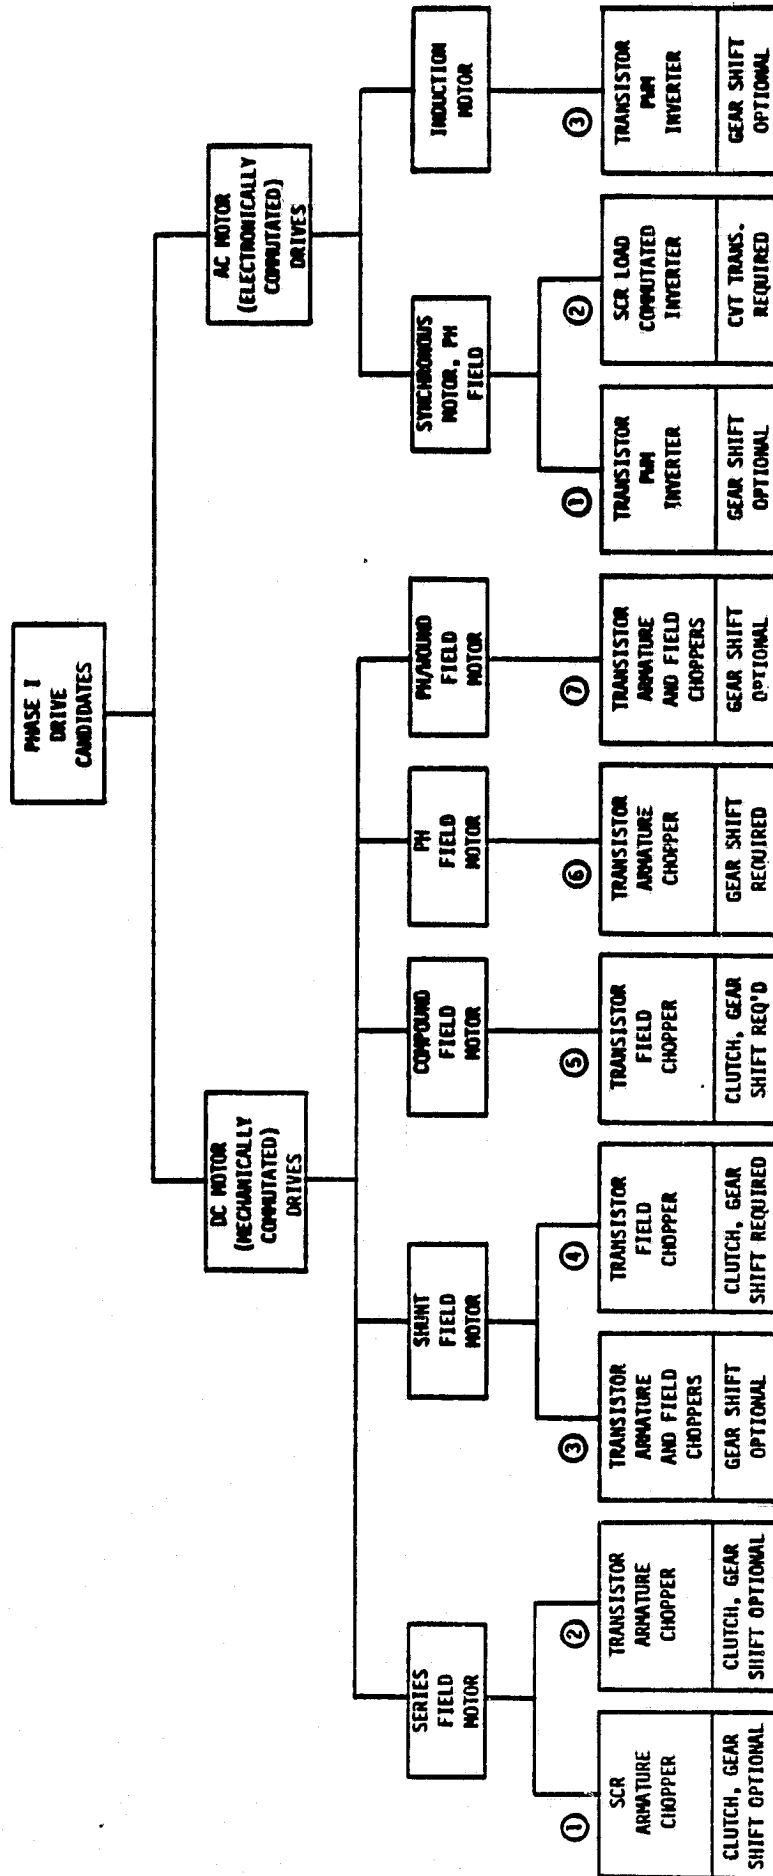 PHASE I
DRIVE
CANDIDATES
DC MOTOR
(MECHANICALLY
COMMUTATED)
DRIVES
AC MOTOR
(ELECTRONICALLY
COMMUTATED)
DRIVES
SERIES
FIELD
MOTOR
SHUNT
FIELD
MOTOR
COMPOUND
FIELD
MOTOR
PM
FIELD
MOTOR
PM/WOUND
FIELD
MOTOR
SYNCHRONOUS
MOTOR, PM
FIELD
INDUCTION
MOTOR
1
SCR
ARMATURE
CHOPPER
CLUTCH, GEAR
SHIFT OPTIONAL
2
TRANSISTOR
ARMATURE
CHOPPER
CLUTCH, GEAR
SHIFT OPTIONAL
3
TRANSISTOR
ARMATURE
AND FIELD
CHOPPERS
GEAR SHIFT
OPTIONAL
4
TRANSISTOR
FIELD
CHOPPER
CLUTCH, GEAR
SHIFT REQUIRED
5
TRANSISTOR
FIELD
CHOPPER
CLUTCH, GEAR
SHIFT REQ'D
6
TRANSISTOR
ARMATURE
CHOPPER
GEAR SHIFT
REQUIRED
7
TRANSISTOR
ARMATURE
AND FIELD
CHOPPERS
GEAR SHIFT
OPTIONAL
1
TRANSISTOR
PWM
INVERTER
GEAR SHIFT
OPTIONAL
2
SCR LOAD
COMMUTATED
INVERTER
CVT TRANS.
REQUIRED
3
TRANSISTOR
PWM
INVERTER
GEAR SHIFT
OPTIONAL